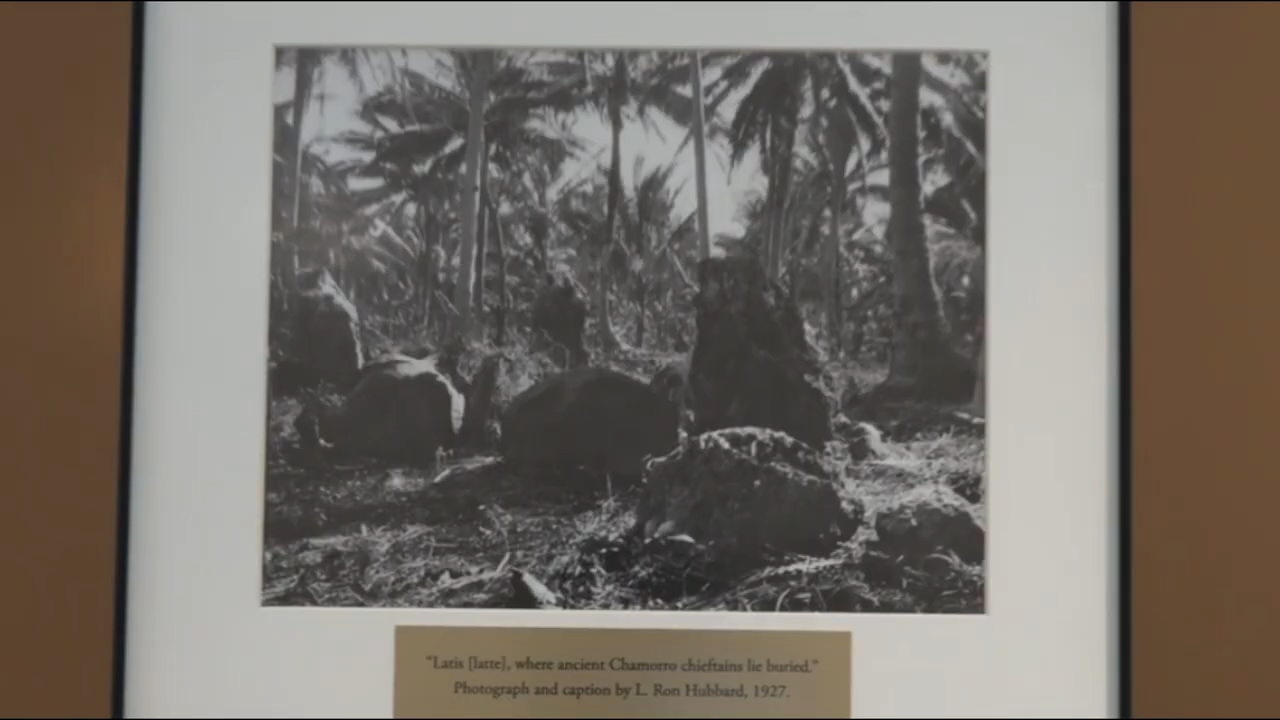 "Latis [latte], where ancient Chamorro chieftains lie buried."
Photograph and caption by L. Ron Hubbard, 1927.